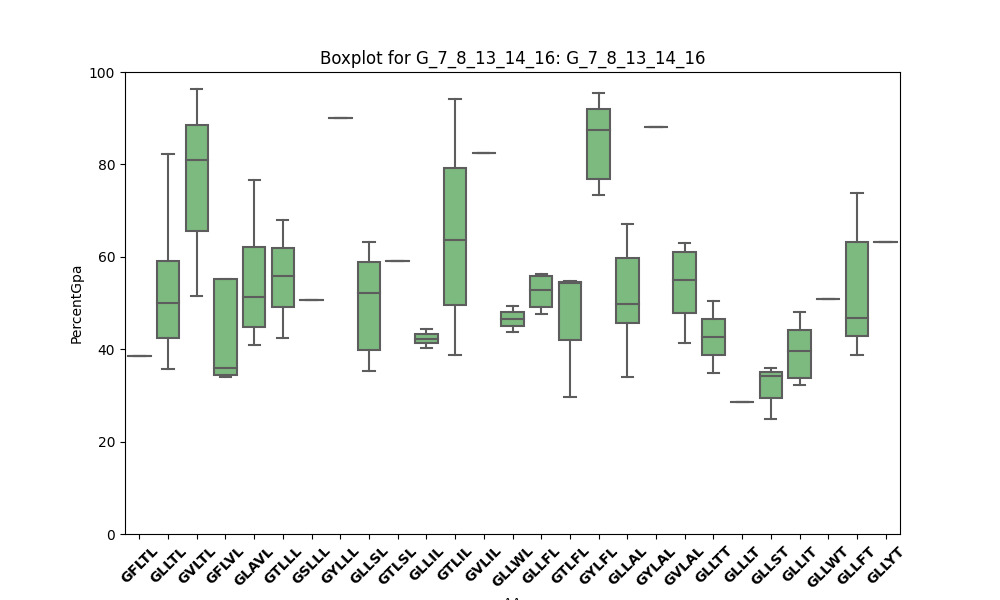 Boxplot for G_7_8_13_14_16: G_7_8_13_14_16
100
80
60
40
20
0
PercentGpa
GFLTL
GLLTL
GVLTL
GFLVL
GLAVL
GTLLL
GSLLL
GYLLL
GLLSL
GTLSL
GLLIL
GTLIL
GVLIL
GLLWL
GLLFL
GTLFL
GYLFL
GLLAL
GYLAL
GVLAL
GLLTT
GLLLT
GLLST
GLLIT
GLLWT
GLLFT
GLLYT